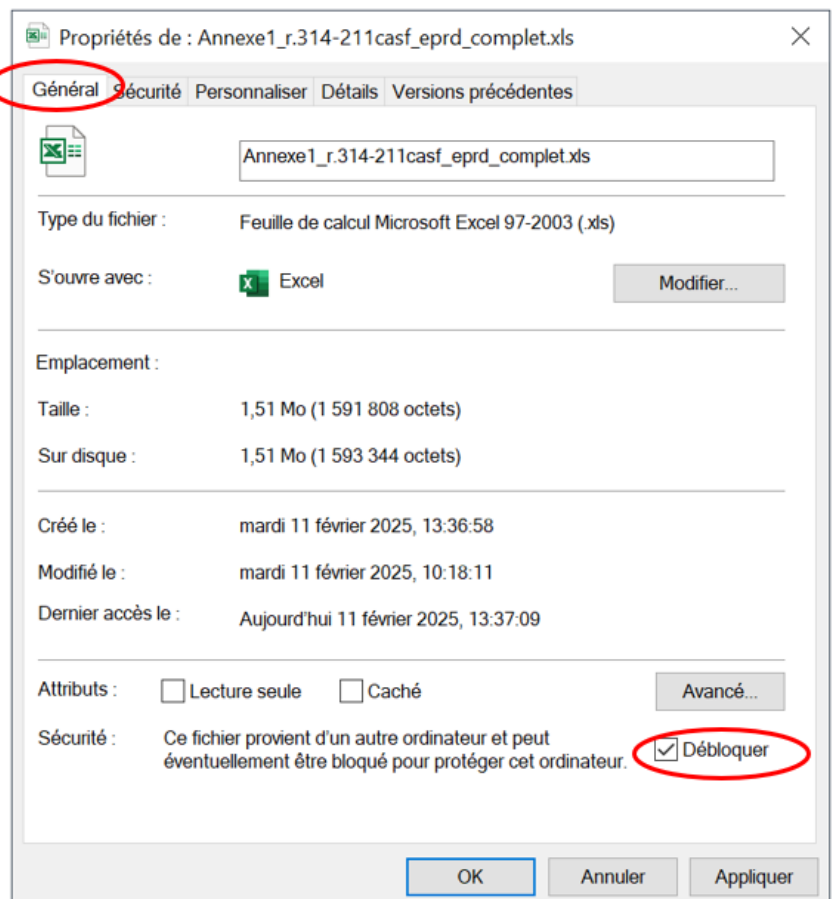 Propriétés de : Annexe1_r.314-211casf_eprd_complet.xls
Général Sécurité Personnaliser Détails Versions précédentes
Annexe1_r.314-211casf_eprd_complet.xls
Type du fichier : Feuille de calcul Microsoft Excel 97-2003 (.xls)
S'ouvre avec : Excel Modifier...
Emplacement :
Taille : 1,51 Mo (1 591 808 octets)
Sur disque : 1,51 Mo (1 593 344 octets)
Créé le : mardi 11 février 2025, 13:36:58
Modifié le : mardi 11 février 2025, 10:18:11
Dernier accès le : Aujourd'hui 11 février 2025, 13:37:09
Attributs : Lecture seule Caché Avancé...
Sécurité : Ce fichier provient d'un autre ordinateur et peut
éventuellement être bloqué pour protéger cet ordinateur. Débloquer
OK Annuler Appliquer